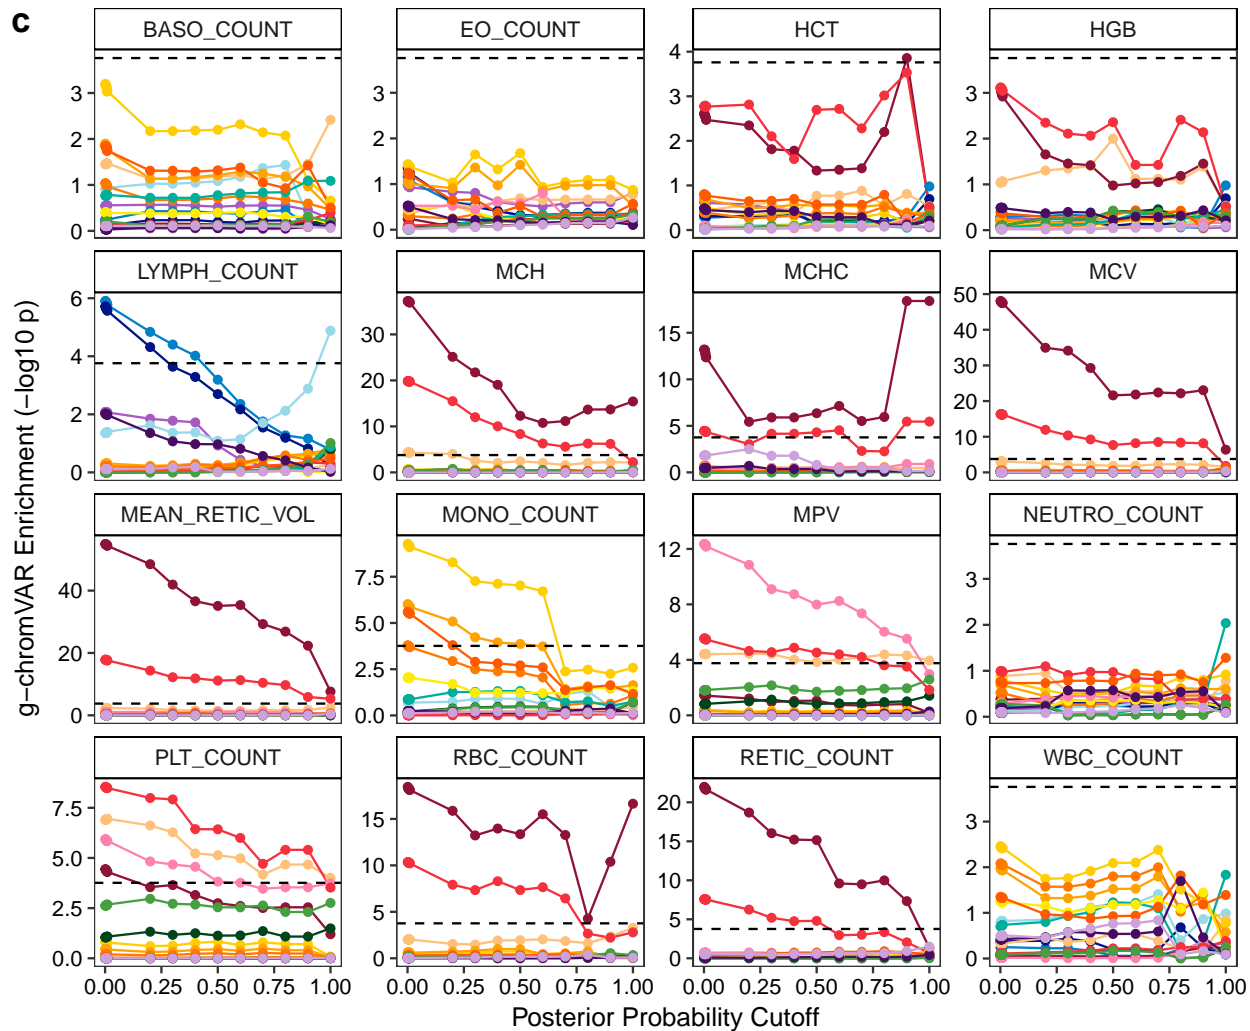 c
BASO_COUNT EO_COUNT HCT HGB
0 1 2 3
0 1 2 3
0 1 2 3 4
0 1 2 3
LYMPH_COUNT MCH MCHC MCV
0 2 4 6
0 10 20 30
0 5 10 15
0 10 20 30 40 50
MEAN_RETIC_VOL MONO_COUNT MPV NEUTRO_COUNT
0 20 40
0.0 2.5 5.0 7.5
0 4 8 12
0 1 2 3
PLT_COUNT RBC_COUNT RETIC_COUNT WBC_COUNT
0.0 2.5 5.0 7.5
0 5 10 15
0 5 10 15 20
0 1 2 3
0.00 0.25 0.50 0.75 1.00 0.00 0.25 0.50 0.75 1.00 0.00 0.25 0.50 0.75 1.00 0.00 0.25 0.50 0.75 1.00
g−chromVAR Enrichment (−log10 p)
Posterior Probability Cutoff